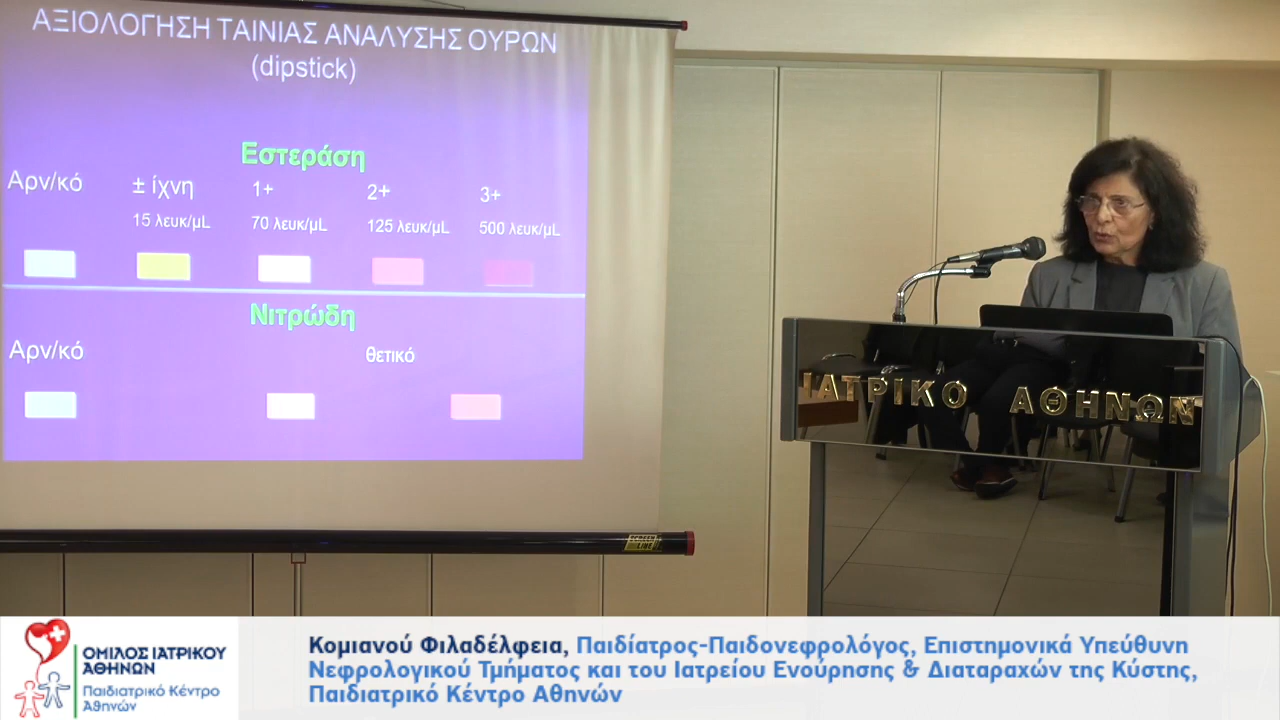 ΑΞΙΟΛΟΓΗΣΗ ΤΑΙΝΙΑΣ ΑΝΑΛΥΣΗΣ ΟΥΡΩΝ
(dipstick)
Εστεράση
Αρν/κό ± ίχνη 1+ 2+ 3+
15 λευκ/μL 70 λευκ/μL 125 λευκ/μL 500 λευκ/μL
Νιτρώδη
Αρν/κό θετικό
ΙΑΤΡΙΚΟ ΑΘΗΝΩΝ
ΟΜΙΛΟΣ ΙΑΤΡΙΚΟΥ
ΑΘΗΝΩΝ
Παιδιατρικό Κέντρο
Αθηνών
Κομιανού Φιλαδέλφεια, Παιδίατρος-Παιδονεφρολόγος, Επιστημονικά Υπεύθυνη
Νεφρολογικού Τμήματος και του Ιατρείου Ενούρησης & Διαταραχών της Κύστης,
Παιδιατρικό Κέντρο Αθηνών